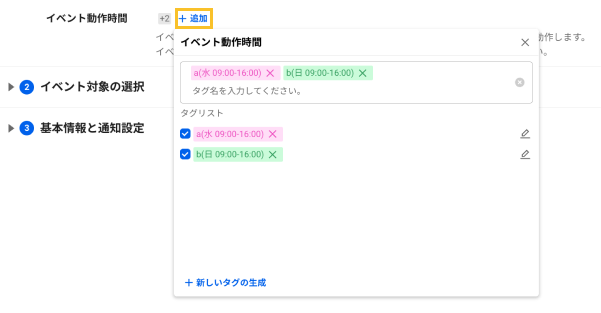 イベント動作時間 +2 + 追加
イベ
動作します。
イベ
い。
イベント動作時間
a(水 09:00-16:00) b(日 09:00-16:00)
タグ名を入力してください。
タグリスト
a(水 09:00-16:00)
b(日 09:00-16:00)
+ 新しいタグの生成
2 イベント対象の選択
3 基本情報と通知設定